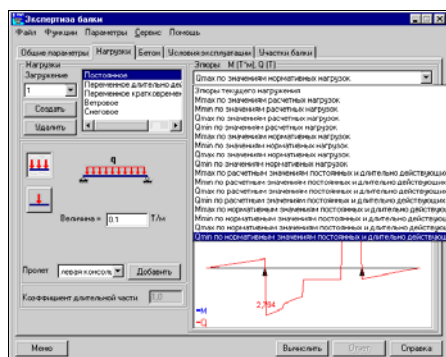 Экспертиза балки
Файл Функции Параметры Сервис Помощь
Общие параметры Нагрузки Бетон Условия эксплуатации Участки балки
Нагрузки
Загружение
1
Создать
Удалить
Постоянное
Переменное длительно дей
Переменное кратковремен
Ветровое
Снеговое
q
Величина = 0.1 Т/м
Пролет левая консоль Добавить
Коэффициент длительной части 1,0
Эпюры M (Т*м), Q (Т)
Qmax по значениям нормативных нагрузок
Эпюры текущего нагружения
Mmax по значениям расчетных нагрузок
Mmin по значениям расчетных нагрузок
Qmax по значениям расчетных нагрузок
Qmin по значениям расчетных нагрузок
Mmax по значениям нормативных нагрузок
Mmin по значениям нормативных нагрузок
Qmax по значениям нормативных нагрузок
Qmin по значениям нормативных нагрузок
Mmax по расчетным значениям постоянных и длительно действующих
Mmin по расчетным значениям постоянных и длительно действующих
Qmax по расчетным значениям постоянных и длительно действующих
Qmin по расчетным значениям постоянных и длительно действующих
Mmax по нормативным значениям постоянных и длительно действующ
Mmin по нормативным значениям постоянных и длительно действующ
Qmax по нормативным значениям постоянных и длительно действующ
Qmin по нормативным значениям постоянных и длительно действующ
2,794
=M
=Q
Меню Вычислить Отчет Справка